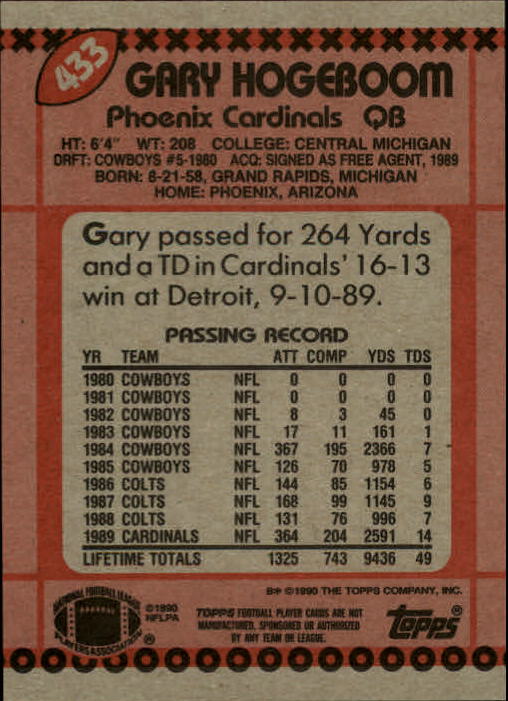 433
GARY HOGEBOOM
Phoenix Cardinals QB
HT: 6'4" WT: 208 COLLEGE: CENTRAL MICHIGAN
DRFT: COWBOYS #5-1980 ACQ: SIGNED AS FREE AGENT, 1989
BORN: 8-21-58, GRAND RAPIDS, MICHIGAN
HOME: PHOENIX, ARIZONA
Gary passed for 264 Yards
and a TD in Cardinals' 16-13
win at Detroit, 9-10-89.
PASSING RECORD
YR TEAM ATT COMP YDS TDS
1980 COWBOYS NFL 0 0 0 0
1981 COWBOYS NFL 0 0 0 0
1982 COWBOYS NFL 8 3 45 0
1983 COWBOYS NFL 17 11 161 1
1984 COWBOYS NFL 367 195 2366 7
1985 COWBOYS NFL 126 70 978 5
1986 COLTS NFL 144 85 1154 6
1987 COLTS NFL 168 99 1145 9
1988 COLTS NFL 131 76 996 7
1989 CARDINALS NFL 364 204 2591 14
LIFETIME TOTALS 1325 743 9436 49
B* ©1990 THE TOPPS COMPANY, INC.
NATIONAL FOOTBALL LEAGUE
PLAYERS ASSOCIATION ®
©1990
NFLPA
TOPPS FOOTBALL PLAYER CARDS ARE NOT
MANUFACTURED, SPONSORED OR AUTHORIZED
BY ANY TEAM OR LEAGUE.
topps®